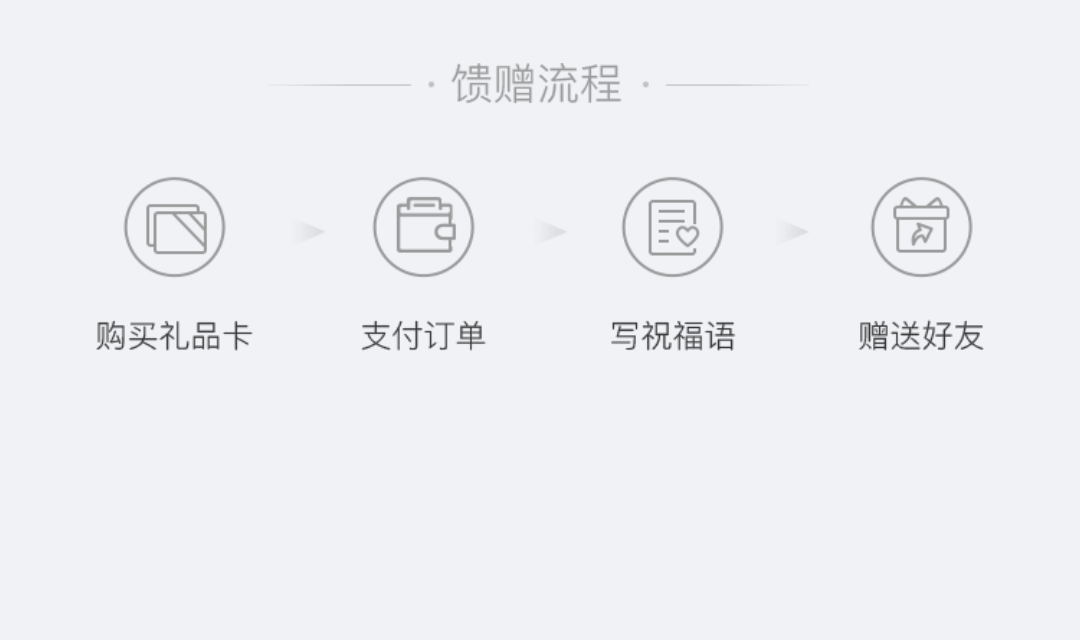 · 馈赠流程 ·
购买礼品卡
支付订单
写祝福语
赠送好友